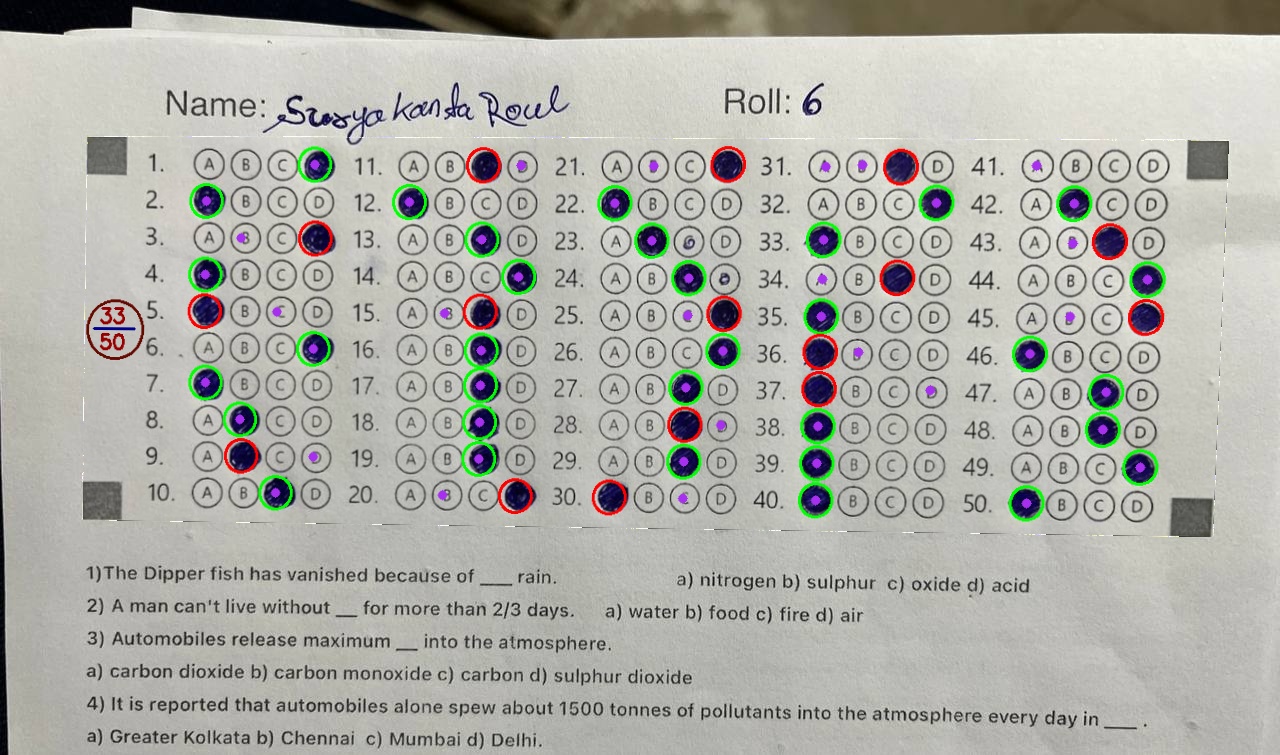 Name: Suryakanta Roul Roll: 6
1. A B C 11. A B 21. A C 31. D 41. B C D
2. B C D 12. B C D 22. B C D 32. A B C 42. A C D
3. A B C 13. A B D 23. A D 33. B C D 43. A D
4. B C D 14. A B C 24. A B 34. B D 44. A B C
33
50
5. B D 15. A B D 25. A B 35. B C D 45. A C
6. A B C 16. A B D 26. A B C 36. C D 46. B C D
7. B C D 17. A B D 27. A B D 37. B C 47. A B D
8. A C D 18. A B D 28. A B 38. B C D 48. A B D
9. A C 19. A B D 29. A B D 39. B C D 49. A B C
10. A B D 20. A B C 30. B D 40. B C D 50. B C D
1)The Dipper fish has vanished because of ___ rain. a) nitrogen b) sulphur c) oxide d) acid
2) A man can't live without __ for more than 2/3 days. a) water b) food c) fire d) air
3) Automobiles release maximum __ into the atmosphere.
a) carbon dioxide b) carbon monoxide c) carbon d) sulphur dioxide
4) It is reported that automobiles alone spew about 1500 tonnes of pollutants into the atmosphere every day in ___ .
a) Greater Kolkata b) Chennai c) Mumbai d) Delhi.